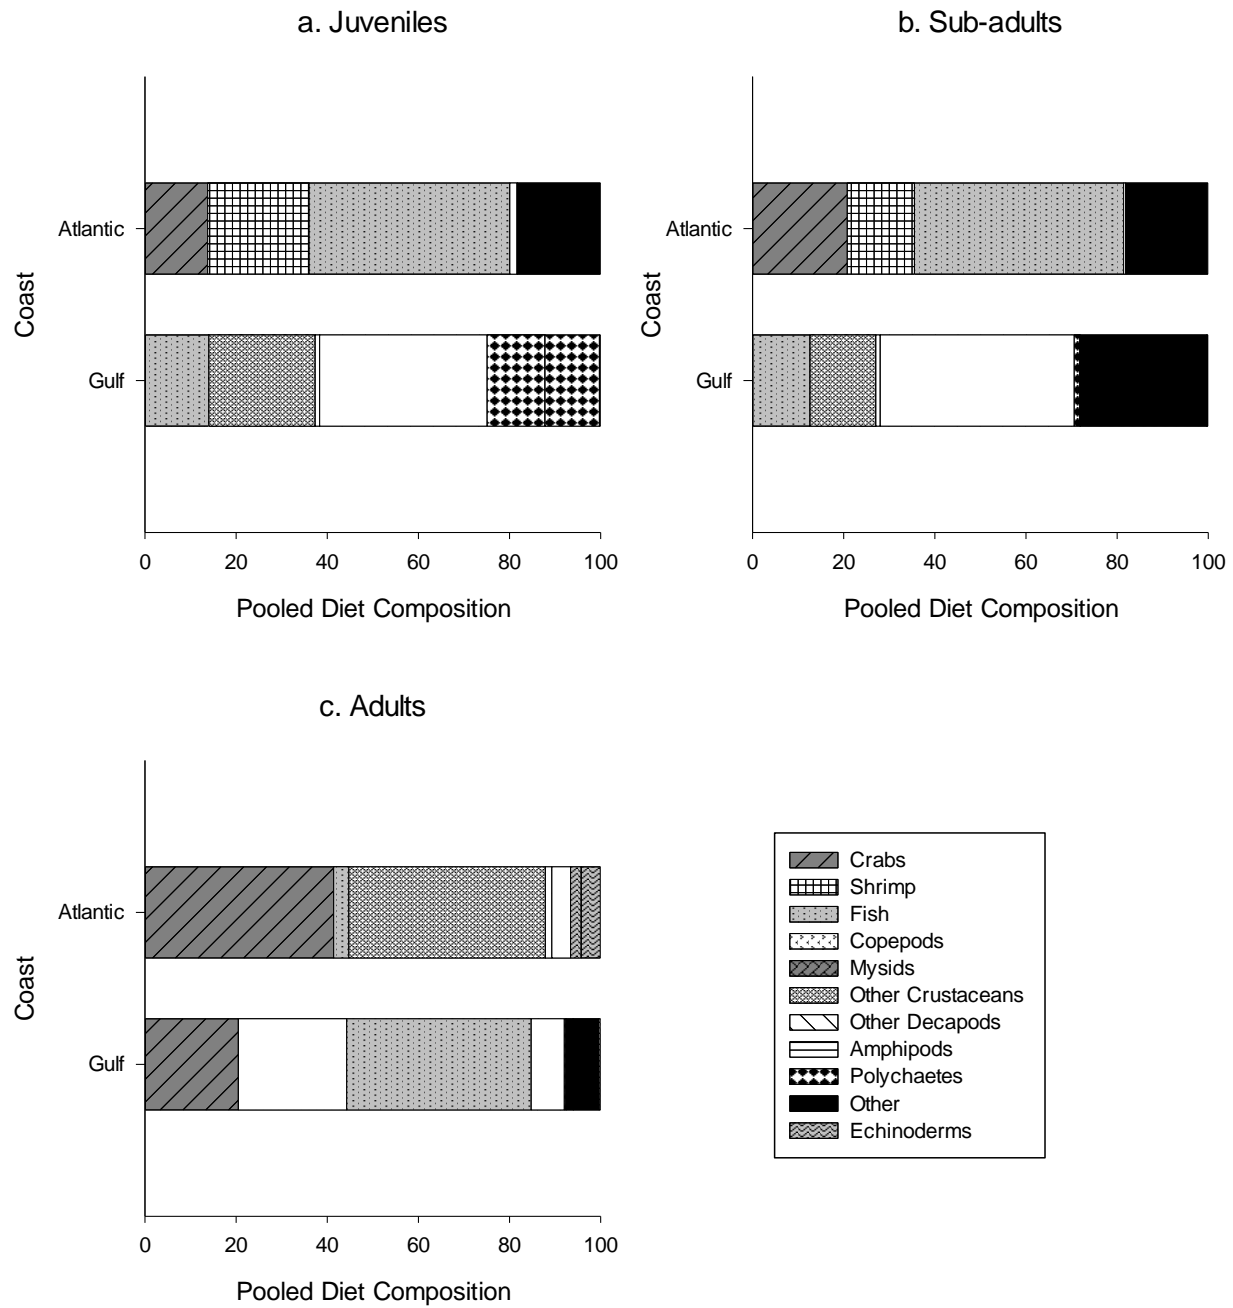 a. Juveniles
Coast
Atlantic
Gulf
0 20 40 60 80 100
Pooled Diet Composition
b. Sub-adults
Coast
Atlantic
Gulf
0 20 40 60 80 100
Pooled Diet Composition
c. Adults
Coast
Atlantic
Gulf
0 20 40 60 80 100
Pooled Diet Composition
Crabs
Shrimp
Fish
Copepods
Mysids
Other Crustaceans
Other Decapods
Amphipods
Polychaetes
Other
Echinoderms